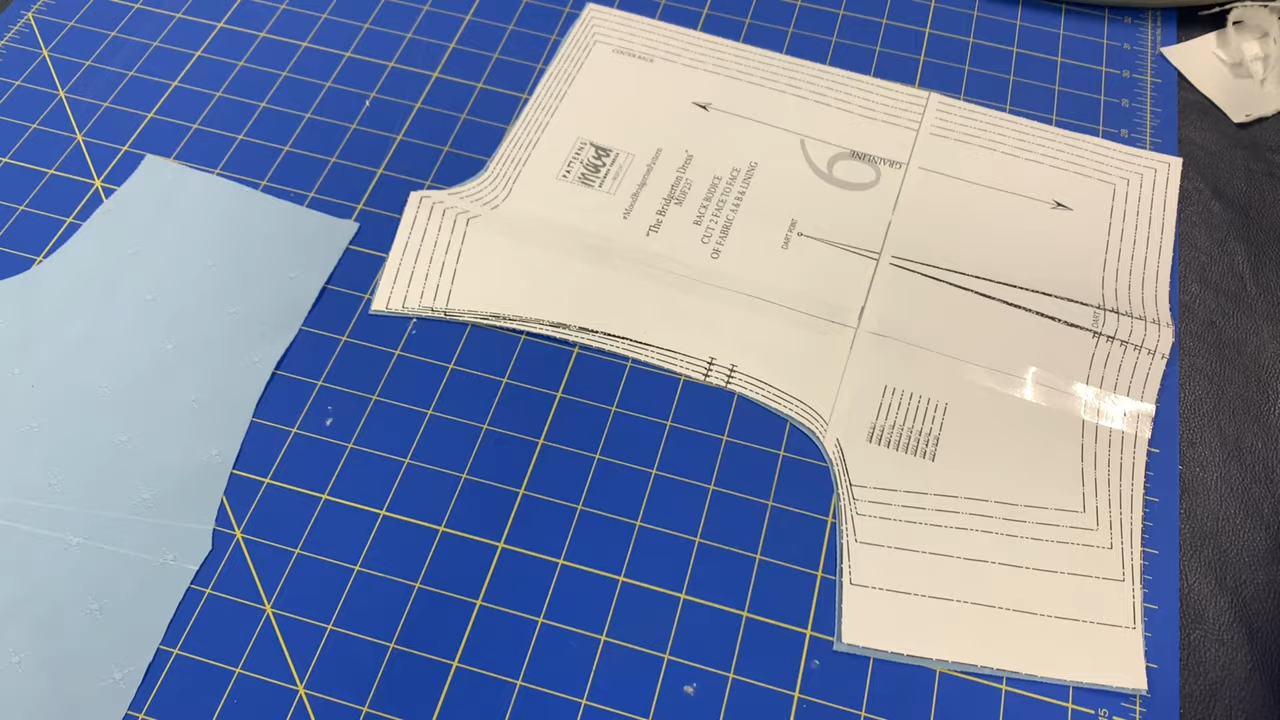 CENTER BACK
PATTERNS
mood
#MoodBridgertonPattern
"The Bridgerton Dress"
MDF237
BACK BODICE
CUT 2 FACE TO FACE
OF FABRIC A & B & LINING
6
GRAINLINE
DART POINT
DART